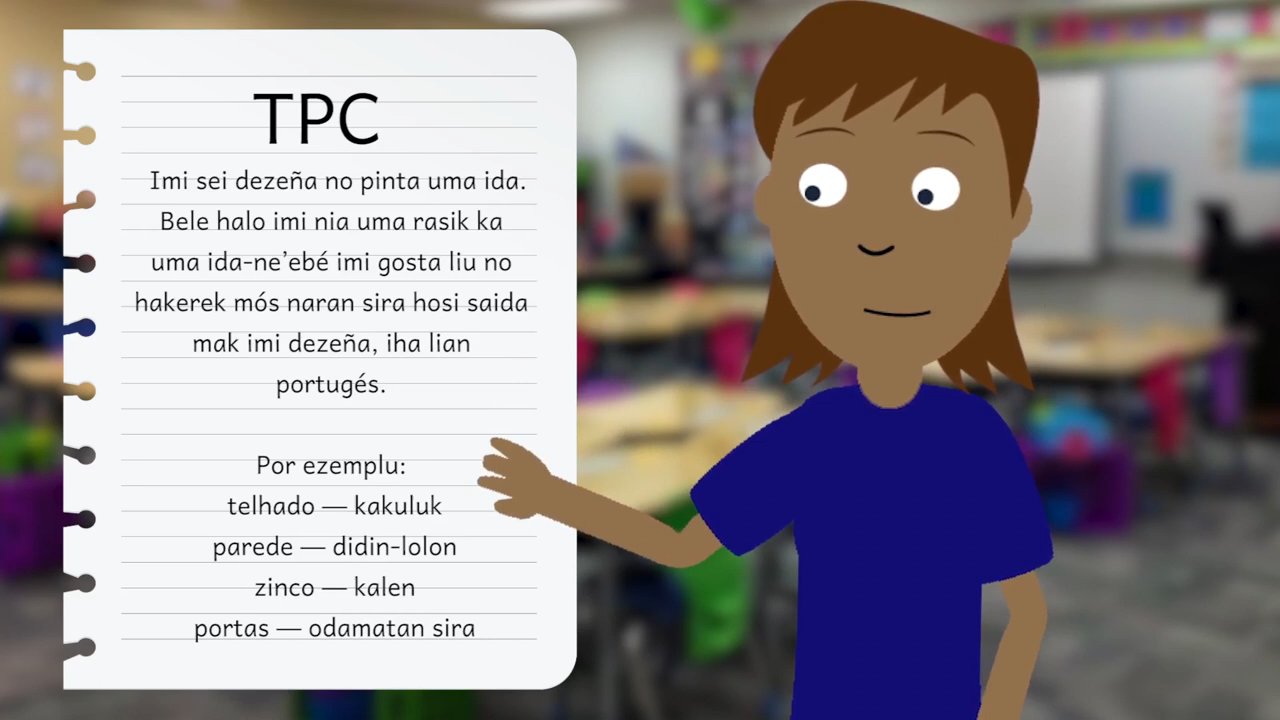 TPC
Imi sei dezeña no pinta uma ida.
Bele halo imi nia uma rasik ka
uma ida-ne’ebé imi gosta liu no
hakerek mós naran sira hosi saida
mak imi dezeña, iha lian
portugés.
Por ezemplu:
telhado — kakuluk
parede — didin-lolon
zinco — kalen
portas — odamatan sira